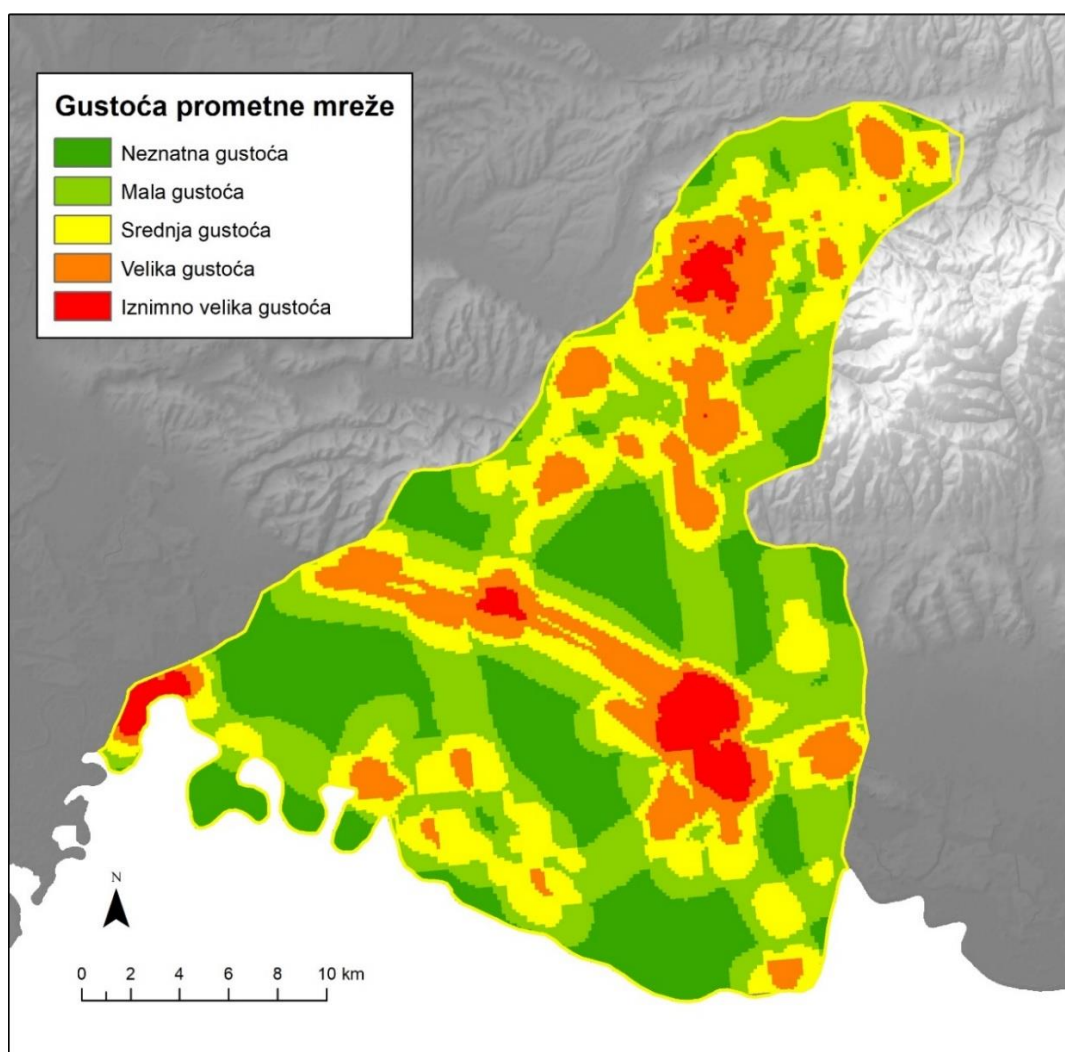 Gustoća prometne mreže
Neznatna gustoća
Mala gustoća
Srednja gustoća
Velika gustoća
Iznimno velika gustoća
N
0 2 4 6 8 10 km